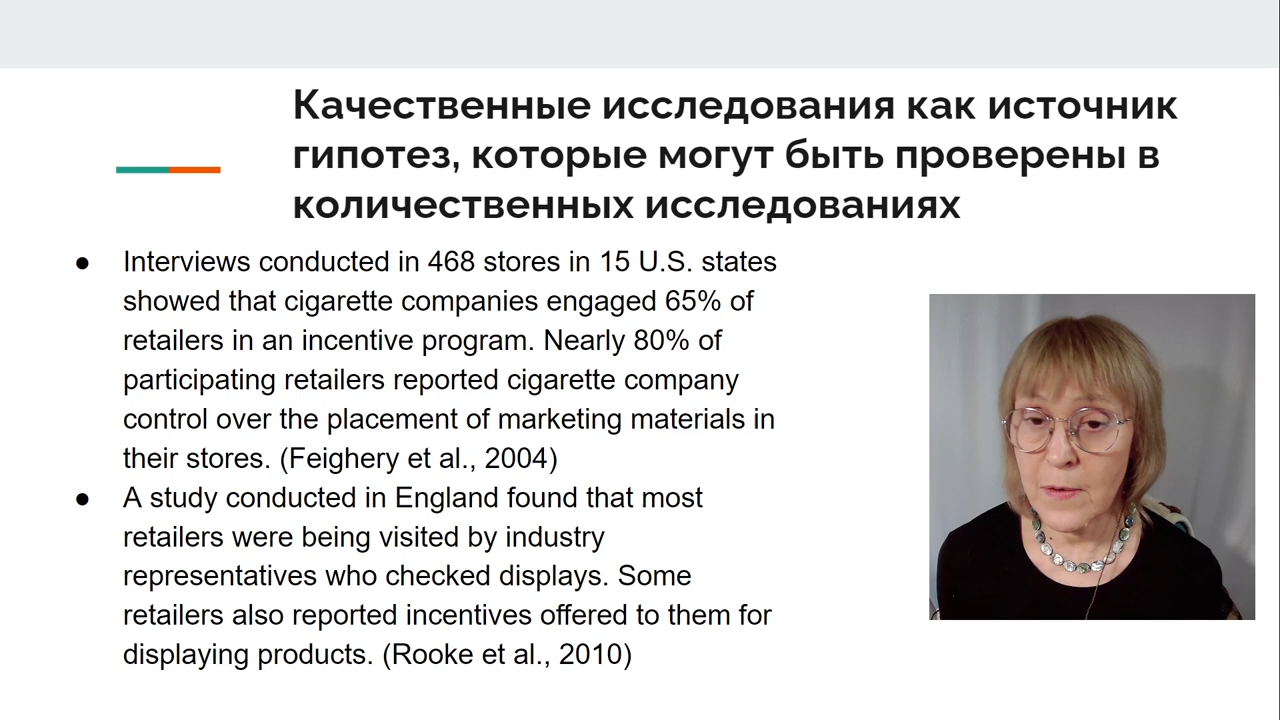 Качественные исследования как источник
гипотез, которые могут быть проверены в
количественных исследованиях
● Interviews conducted in 468 stores in 15 U.S. states
showed that cigarette companies engaged 65% of
retailers in an incentive program. Nearly 80% of
participating retailers reported cigarette company
control over the placement of marketing materials in
their stores. (Feighery et al., 2004)
● A study conducted in England found that most
retailers were being visited by industry
representatives who checked displays. Some
retailers also reported incentives offered to them for
displaying products. (Rooke et al., 2010)